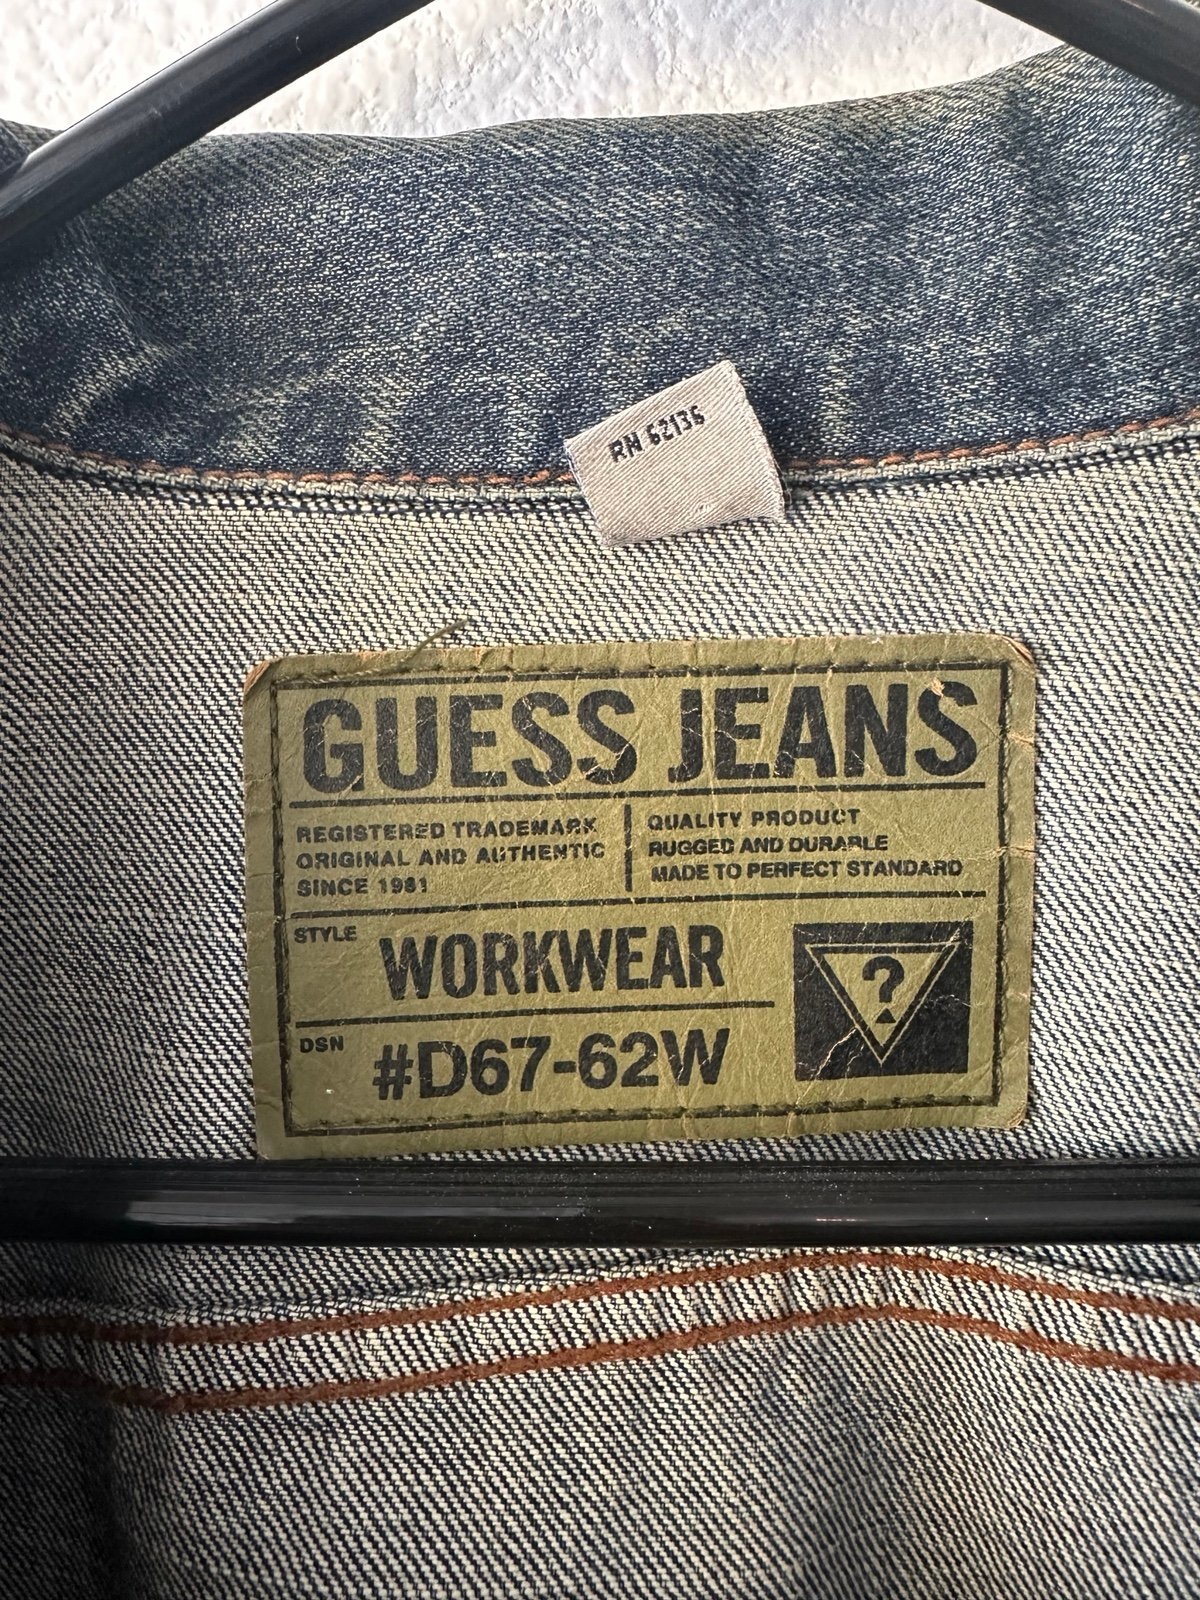 RN 62136
GUESS JEANS
REGISTERED TRADEMARK
ORIGINAL AND AUTHENTIC
SINCE 1981
QUALITY PRODUCT
RUGGED AND DURABLE
MADE TO PERFECT STANDARD
STYLE WORKWEAR
?
DSN #D67-62W